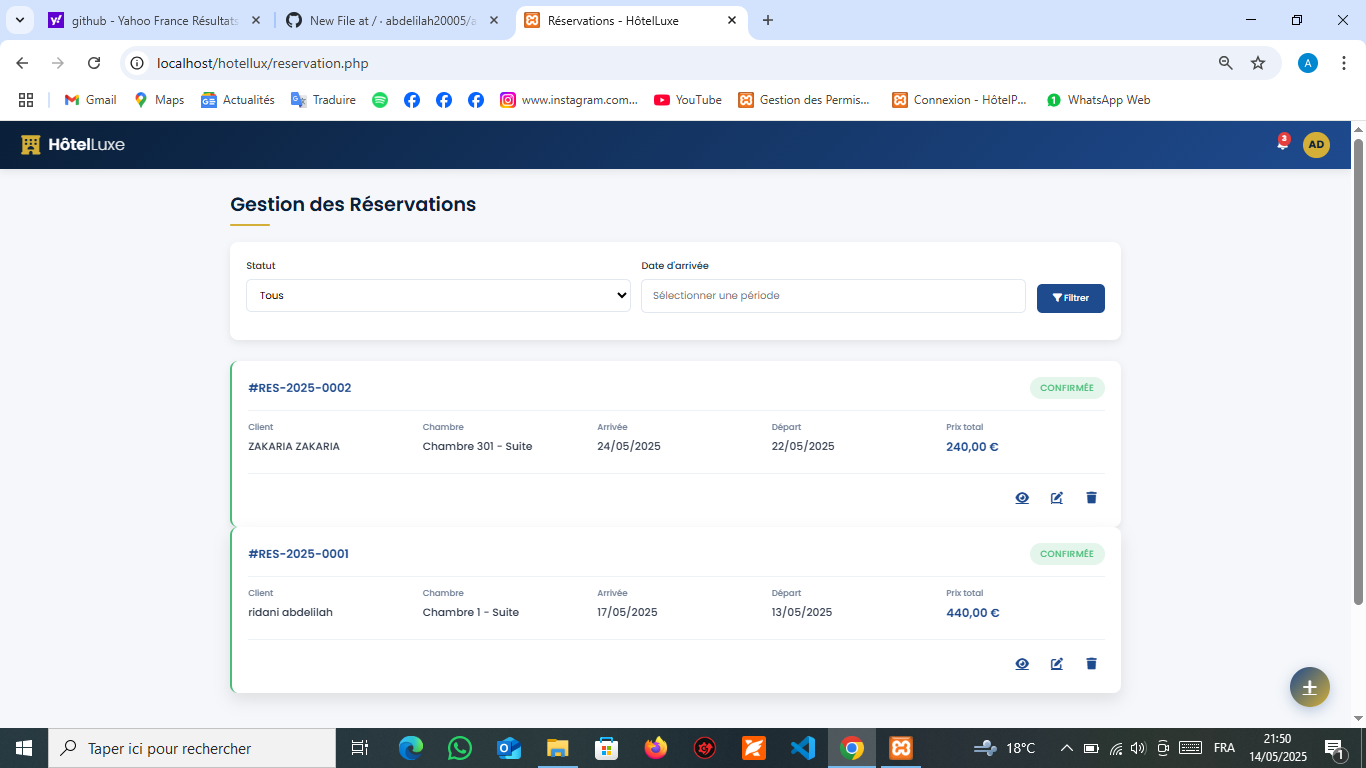 github - Yahoo France Résultats
New File at / · abdelilah20005/a
Réservations - HôtelLuxe
localhost/hotellux/reservation.php
A
Gmail
Maps
Actualités
Traduire
www.instagram.com...
YouTube
Gestion des Permis...
Connexion - HôtelP...
1
WhatsApp Web
HôtelLuxe
3
AD
Gestion des Réservations
Statut
Date d'arrivée
Tous
Sélectionner une période
Filtrer
#RES-2025-0002
CONFIRMÉE
Client
Chambre
Arrivée
Départ
Prix total
ZAKARIA ZAKARIA
Chambre 301 - Suite
24/05/2025
22/05/2025
240,00 €
#RES-2025-0001
CONFIRMÉE
Client
Chambre
Arrivée
Départ
Prix total
ridani abdelilah
Chambre 1 - Suite
17/05/2025
13/05/2025
440,00 €
Taper ici pour rechercher
18°C
FRA
21:50
14/05/2025
1